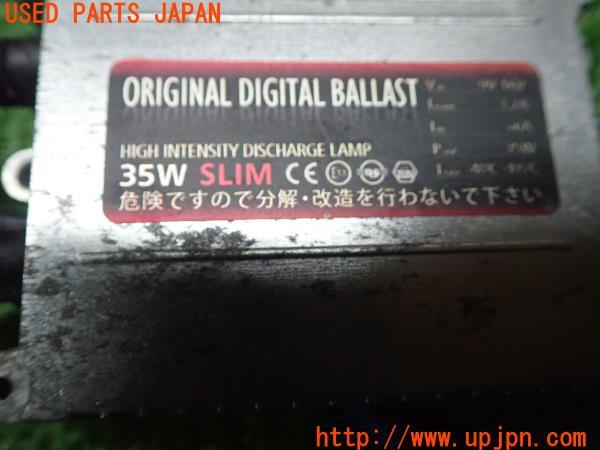 USED PARTS JAPAN
ORIGINAL DIGITAL BALLAST
HIGH INTENSITY DISCHARGE LAMP
35W SLIM CE
危険ですので分解・改造を行わないで下さい
http://www.upjpn.com